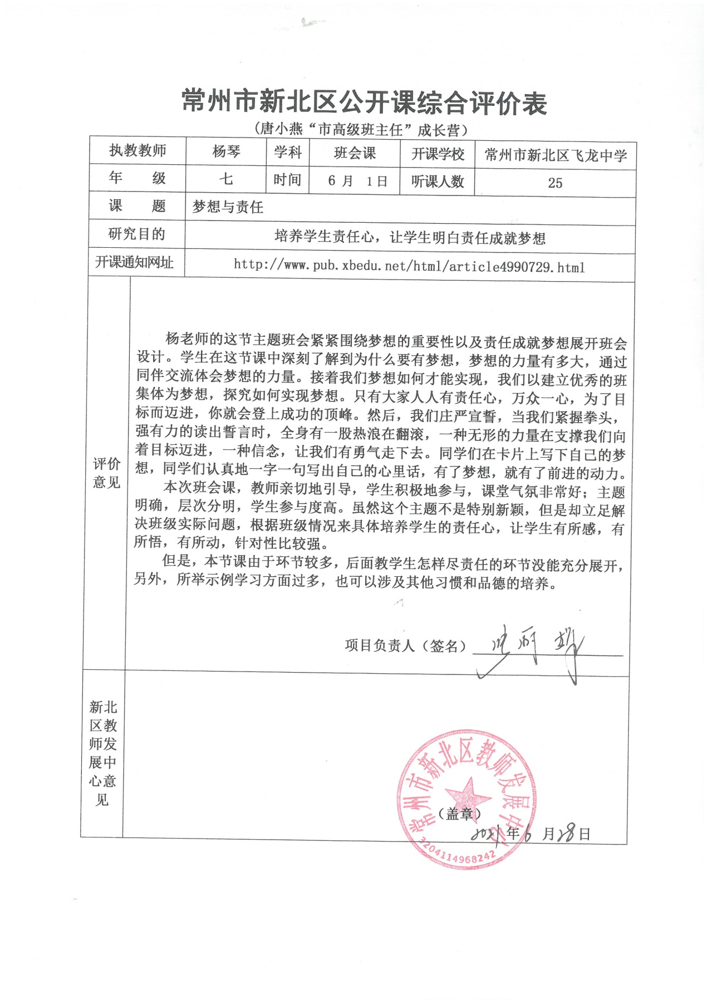 常州市新北区公开课综合评价表
(唐小燕“市高级班主任”成长营)
执教教师 杨琴 学科 班会课 开课学校 常州市新北区飞龙中学
年 级 七 时间 6 月 1日 听课人数 25
课 题 梦想与责任
研究目的 培养学生责任心，让学生明白责任成就梦想
开课通知网址 http://www.pub.xbedu.net/html/article4990729.html
评价
意见
杨老师的这节主题班会紧紧围绕梦想的重要性以及责任成就梦想展开班会
设计。学生在这节课中深刻了解到为什么要有梦想，梦想的力量有多大，通过
同伴交流体会梦想的力量。接着我们梦想如何才能实现，我们以建立优秀的班
集体为梦想，探究如何实现梦想。只有大家人人有责任心，万众一心，为了目
标而迈进，你就会登上成功的顶峰。然后，我们庄严宣誓，当我们紧握拳头，
强有力的读出誓言时，全身有一股热浪在翻滚，一种无形的力量在支撑我们向
着目标迈进，一种信念，让我们有勇气走下去。同学们在卡片上写下自己的梦
想，同学们认真地一字一句写出自己的心里话，有了梦想，就有了前进的动力。
本次班会课，教师亲切地引导，学生积极地参与，课堂气氛非常好；主题
明确，层次分明，学生参与度高。虽然这个主题不是特别新颖，但是却立足解
决班级实际问题，根据班级情况来具体培养学生的责任心，让学生有所感，有
所悟，有所动，针对性比较强。
但是，本节课由于环节较多，后面教学生怎样尽责任的环节没能充分展开，
另外，所举示例学习方面过多，也可以涉及其他习惯和品德的培养。
项目负责人（签名）
新北
区教
师发
展中
心意
见
常州市新北区教师发展中心
（盖章）
2021年6月28日
3204114968242